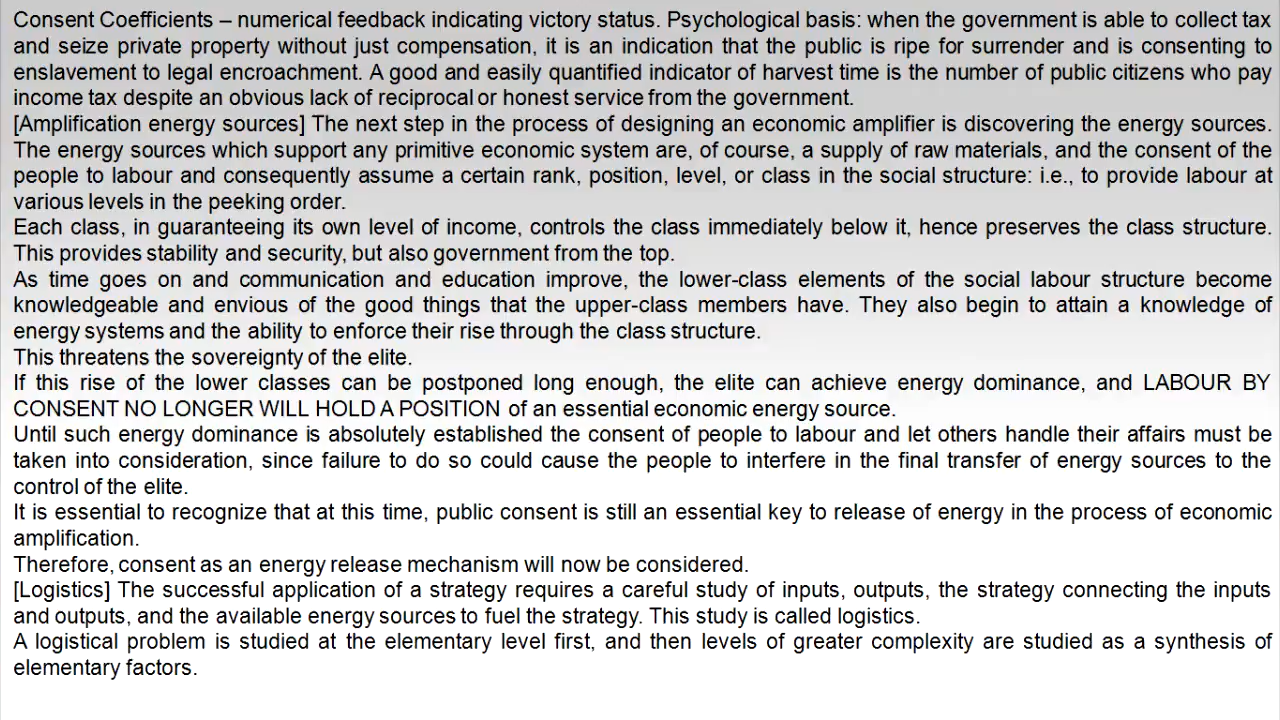 Consent Coefficients – numerical feedback indicating victory status. Psychological basis: when the government is able to collect tax
and seize private property without just compensation, it is an indication that the public is ripe for surrender and is consenting to
enslavement to legal encroachment. A good and easily quantified indicator of harvest time is the number of public citizens who pay
income tax despite an obvious lack of reciprocal or honest service from the government.
[Amplification energy sources] The next step in the process of designing an economic amplifier is discovering the energy sources.
The energy sources which support any primitive economic system are, of course, a supply of raw materials, and the consent of the
people to labour and consequently assume a certain rank, position, level, or class in the social structure: i.e., to provide labour at
various levels in the peeking order.
Each class, in guaranteeing its own level of income, controls the class immediately below it, hence preserves the class structure.
This provides stability and security, but also government from the top.
As time goes on and communication and education improve, the lower-class elements of the social labour structure become
knowledgeable and envious of the good things that the upper-class members have. They also begin to attain a knowledge of
energy systems and the ability to enforce their rise through the class structure.
This threatens the sovereignty of the elite.
If this rise of the lower classes can be postponed long enough, the elite can achieve energy dominance, and LABOUR BY
CONSENT NO LONGER WILL HOLD A POSITION of an essential economic energy source.
Until such energy dominance is absolutely established the consent of people to labour and let others handle their affairs must be
taken into consideration, since failure to do so could cause the people to interfere in the final transfer of energy sources to the
control of the elite.
It is essential to recognize that at this time, public consent is still an essential key to release of energy in the process of economic
amplification.
Therefore, consent as an energy release mechanism will now be considered.
[Logistics] The successful application of a strategy requires a careful study of inputs, outputs, the strategy connecting the inputs
and outputs, and the available energy sources to fuel the strategy. This study is called logistics.
A logistical problem is studied at the elementary level first, and then levels of greater complexity are studied as a synthesis of
elementary factors.